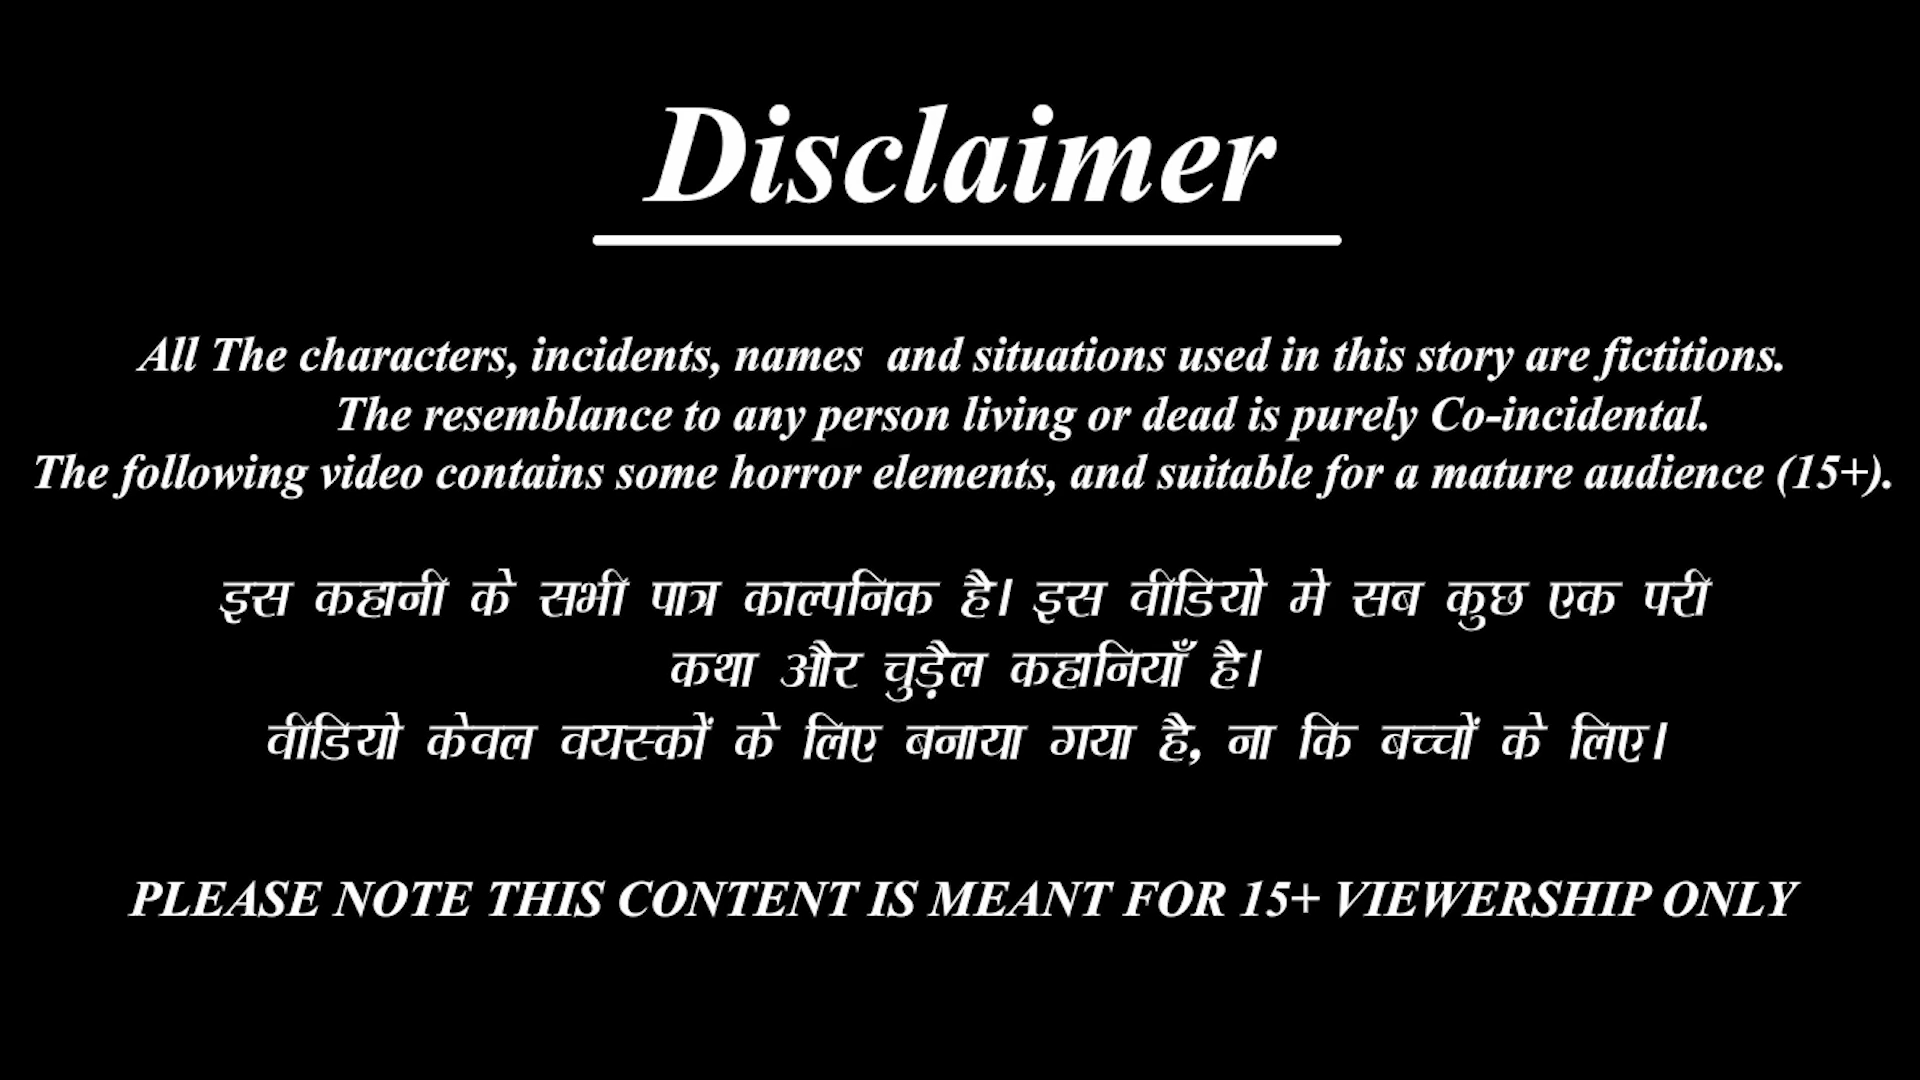 Disclaimer
All The characters, incidents, names and situations used in this story are fictitions.
The resemblance to any person living or dead is purely Co-incidental.
The following video contains some horror elements, and suitable for a mature audience (15+).
इस कहानी के सभी पात्र काल्पनिक है। इस वीडियो मे सब कुछ एक परी
कथा और चुड़ैल कहानियाँ है।
वीडियो केवल वयस्कों के लिए बनाया गया है, ना कि बच्चों के लिए।
PLEASE NOTE THIS CONTENT IS MEANT FOR 15+ VIEWERSHIP ONLY